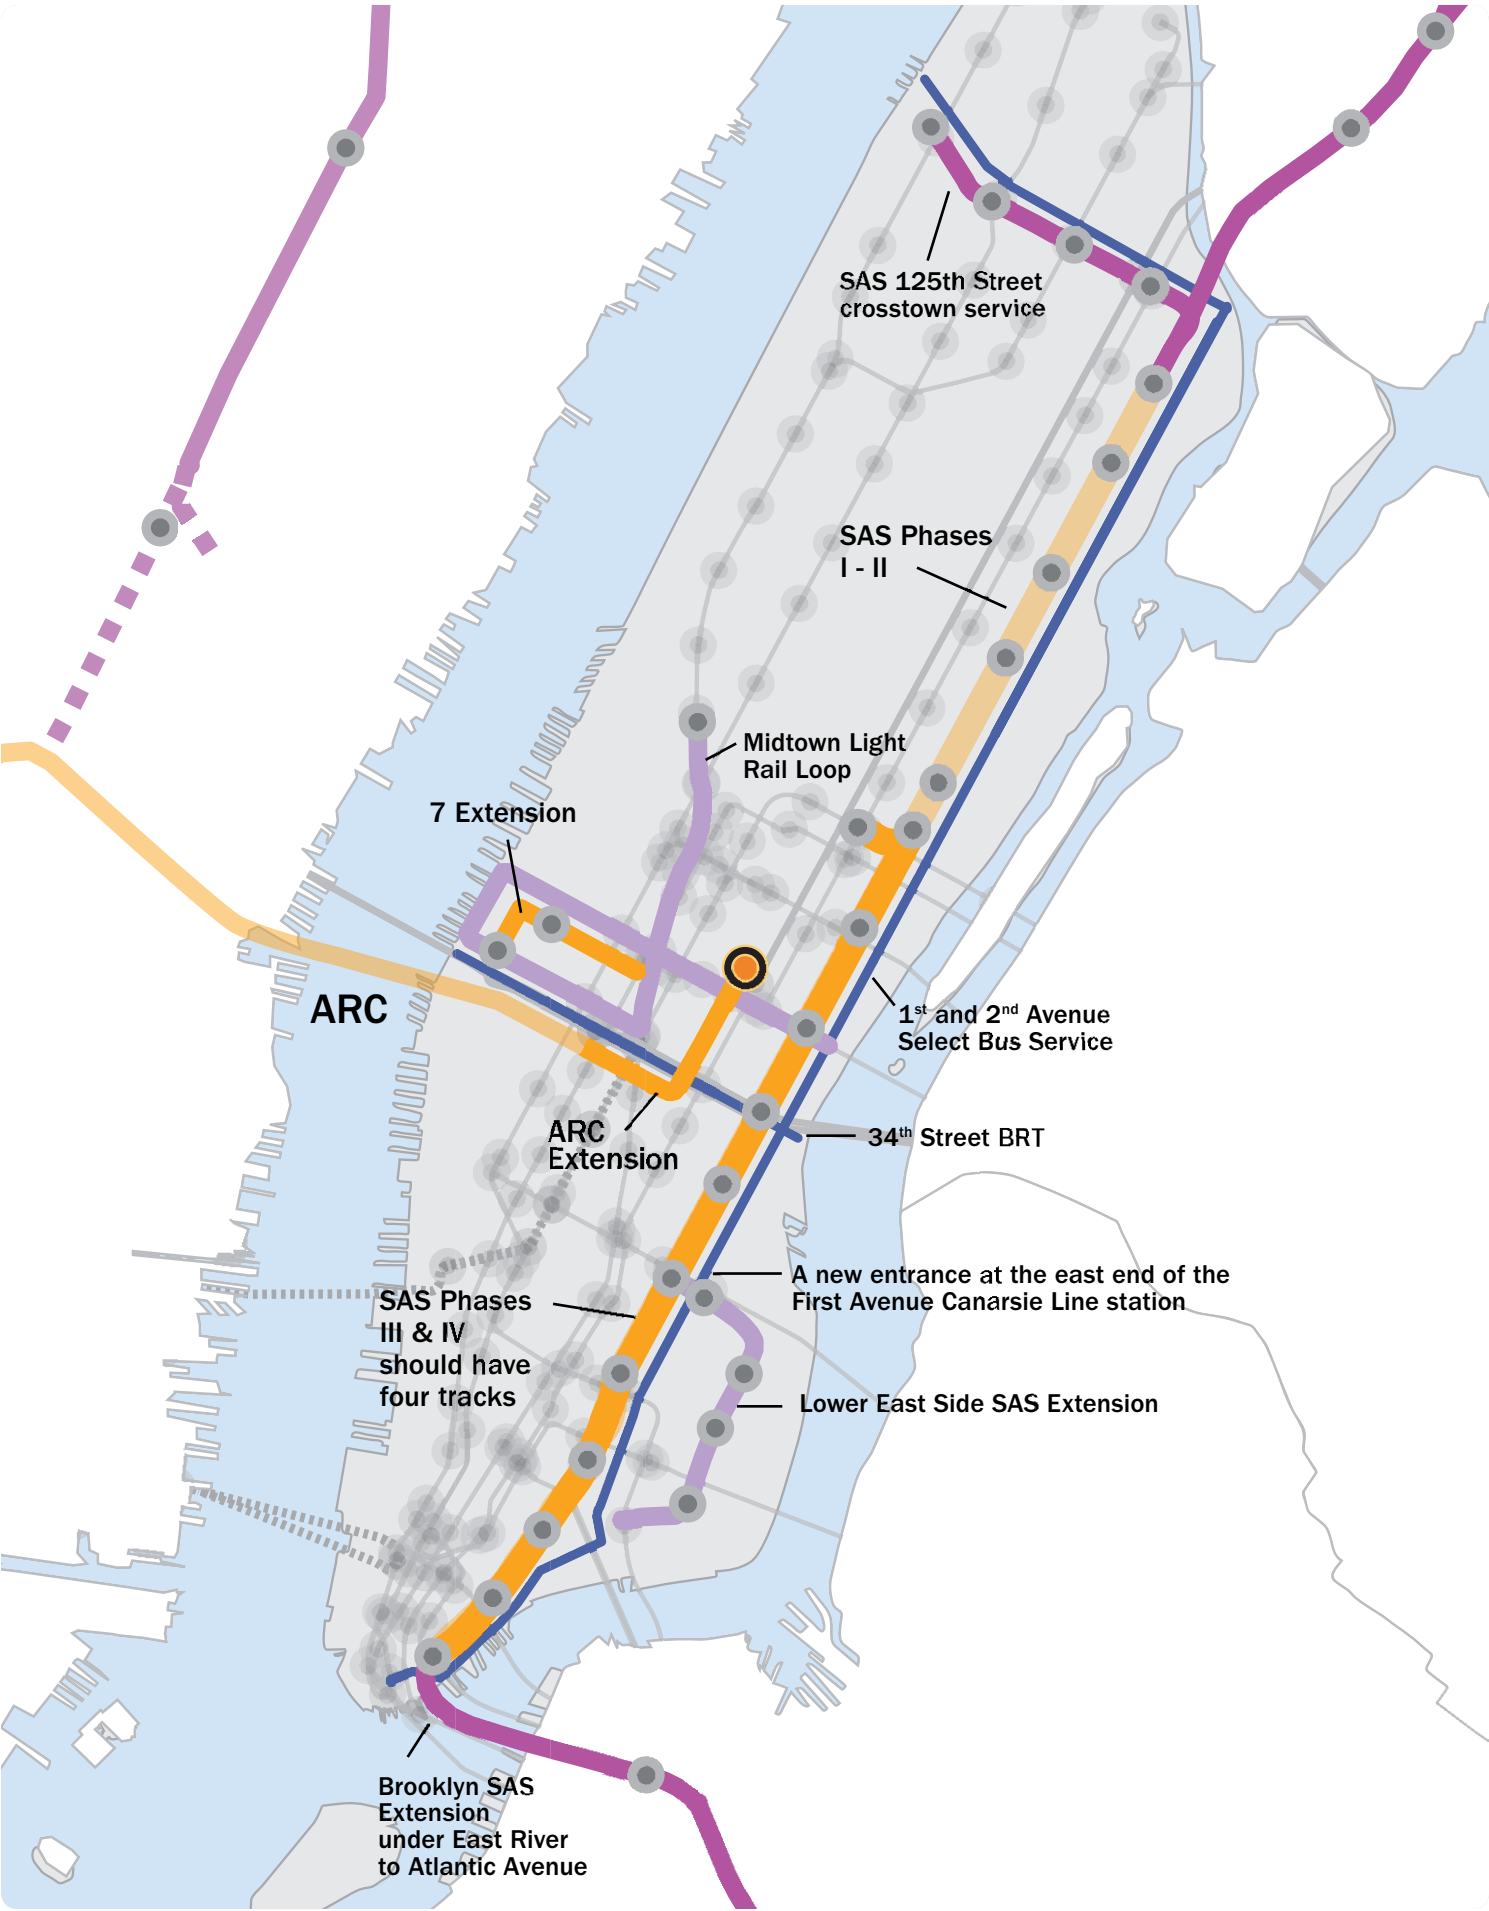 SAS 125th Street
crosstown service
SAS Phases
I - II
Midtown Light
Rail Loop
7 Extension
ARC
1st and 2nd Avenue
Select Bus Service
ARC
Extension
34th Street BRT
A new entrance at the east end of the
First Avenue Canarsie Line station
SAS Phases
III & IV
should have
four tracks
Lower East Side SAS Extension
Brooklyn SAS
Extension
under East River
to Atlantic Avenue